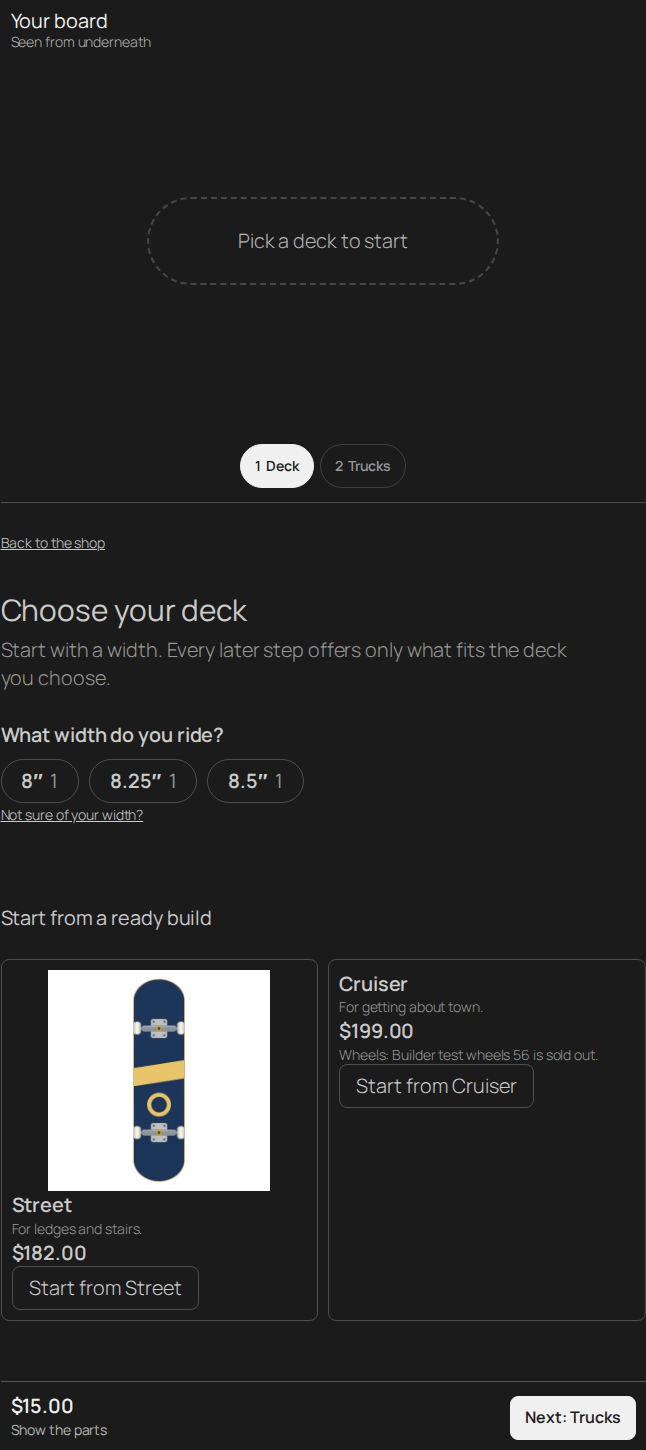 Your board
Seen from underneath
Pick a deck to start
1 Deck
2 Trucks
Back to the shop
Choose your deck
Start with a width. Every later step offers only what fits the deck
you choose.
What width do you ride?
8″ 1
8.25″ 1
8.5″ 1
Not sure of your width?
Start from a ready build
Street
For ledges and stairs.
$182.00
Start from Street
Cruiser
For getting about town.
$199.00
Wheels: Builder test wheels 56 is sold out.
Start from Cruiser
$15.00
Show the parts
Next: Trucks